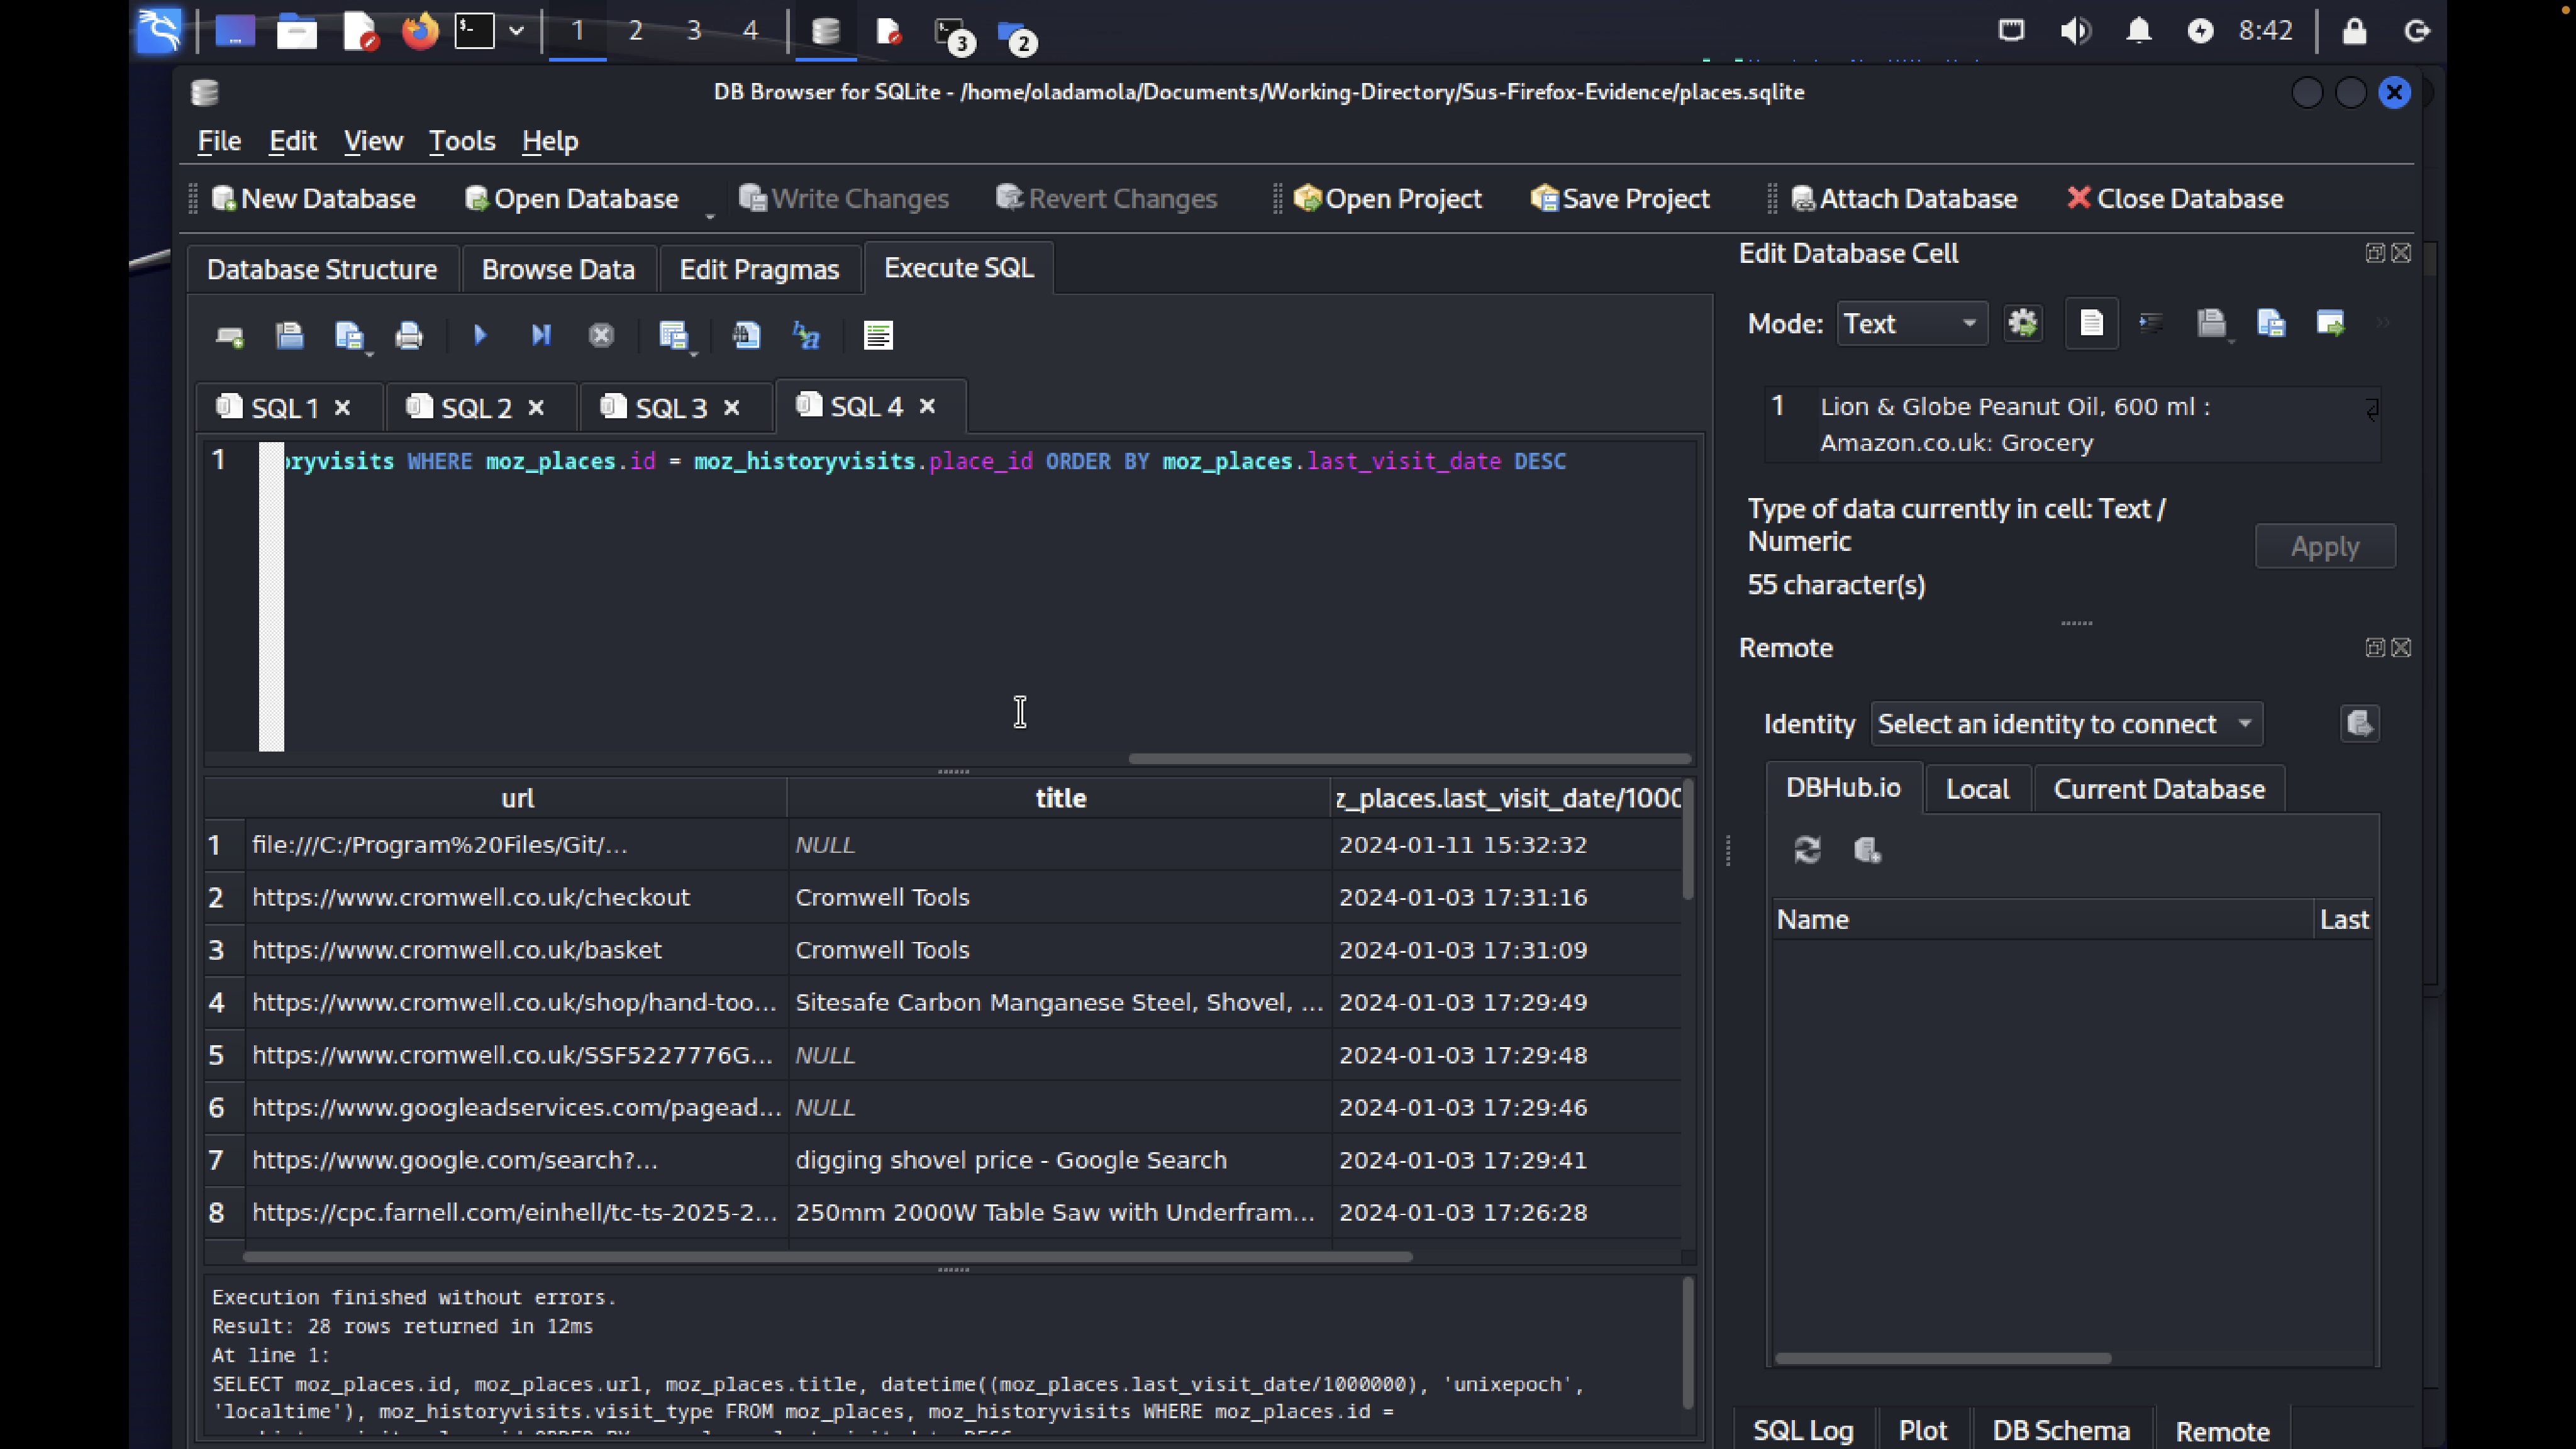 1
2
3
4
3
2
8:42
DB Browser for SQLite - /home/oladamola/Documents/Working-Directory/Sus-Firefox-Evidence/places.sqlite
File Edit View Tools Help
New Database Open Database Write Changes Revert Changes Open Project Save Project Attach Database Close Database
Database Structure Browse Data Edit Pragmas Execute SQL
SQL 1 SQL 2 SQL 3 SQL 4
1 oryvisits WHERE moz_places.id = moz_historyvisits.place_id ORDER BY moz_places.last_visit_date DESC
url title z_places.last_visit_date/1000
1 file:///C:/Program%20Files/Git/... NULL 2024-01-11 15:32:32
2 https://www.cromwell.co.uk/checkout Cromwell Tools 2024-01-03 17:31:16
3 https://www.cromwell.co.uk/basket Cromwell Tools 2024-01-03 17:31:09
4 https://www.cromwell.co.uk/shop/hand-too... Sitesafe Carbon Manganese Steel, Shovel, ... 2024-01-03 17:29:49
5 https://www.cromwell.co.uk/SSF5227776G... NULL 2024-01-03 17:29:48
6 https://www.googleadservices.com/pagead... NULL 2024-01-03 17:29:46
7 https://www.google.com/search?... digging shovel price - Google Search 2024-01-03 17:29:41
8 https://cpc.farnell.com/einhell/tc-ts-2025-2... 250mm 2000W Table Saw with Underfram... 2024-01-03 17:26:28
Execution finished without errors.
Result: 28 rows returned in 12ms
At line 1:
SELECT moz_places.id, moz_places.url, moz_places.title, datetime((moz_places.last_visit_date/1000000), 'unixepoch',
'localtime'), moz_historyvisits.visit_type FROM moz_places, moz_historyvisits WHERE moz_places.id =
Edit Database Cell
Mode: Text
1 Lion & Globe Peanut Oil, 600 ml :
Amazon.co.uk: Grocery
Type of data currently in cell: Text /
Numeric
Apply
55 character(s)
Remote
Identity Select an identity to connect
DBHub.io Local Current Database
Name Last
SQL Log Plot DB Schema Remote